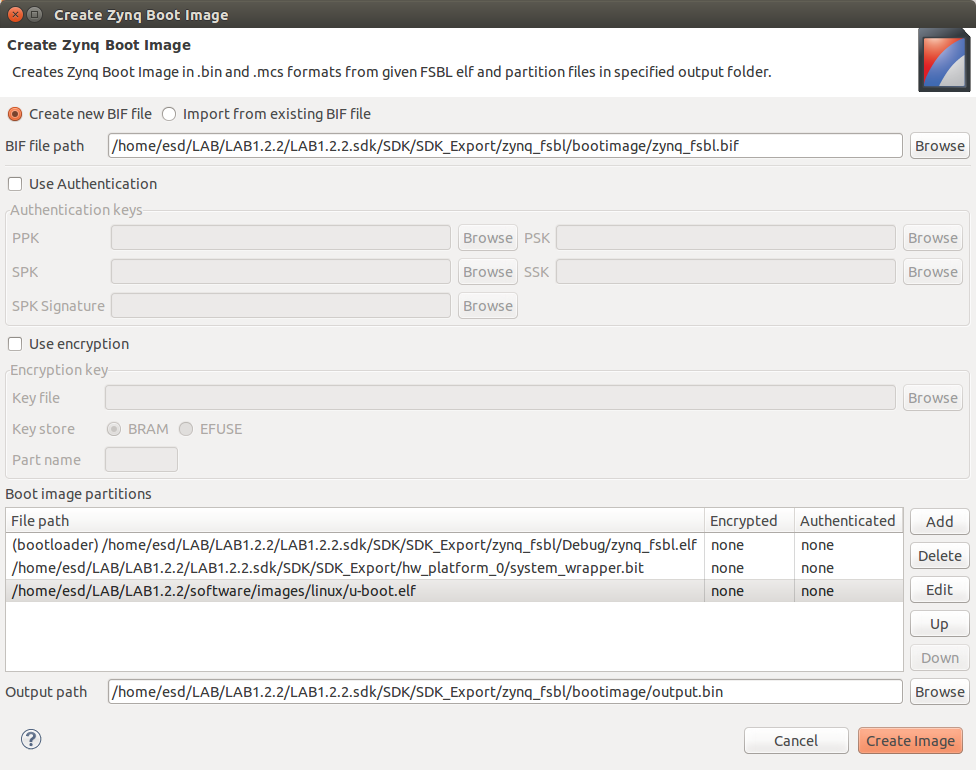 Create Zynq Boot Image
Create Zynq Boot Image
Creates Zynq Boot Image in .bin and .mcs formats from given FSBL elf and partition files in specified output folder.
Create new BIF file Import from existing BIF file
BIF file path /home/esd/LAB/LAB1.2.2/LAB1.2.2.sdk/SDK/SDK_Export/zynq_fsbl/bootimage/zynq_fsbl.bif Browse
Use Authentication
Authentication keys
PPK Browse PSK Browse
SPK Browse SSK Browse
SPK Signature Browse
Use encryption
Encryption key
Key file Browse
Key store BRAM EFUSE
Part name
Boot image partitions
File path Encrypted Authenticated Add
(bootloader) /home/esd/LAB/LAB1.2.2/LAB1.2.2.sdk/SDK/SDK_Export/zynq_fsbl/Debug/zynq_fsbl.elf none none
Delete
/home/esd/LAB/LAB1.2.2/LAB1.2.2.sdk/SDK/SDK_Export/hw_platform_0/system_wrapper.bit none none
/home/esd/LAB/LAB1.2.2/software/images/linux/u-boot.elf none none Edit
Up
Down
Output path /home/esd/LAB/LAB1.2.2/LAB1.2.2.sdk/SDK/SDK_Export/zynq_fsbl/bootimage/output.bin Browse
? Cancel Create Image